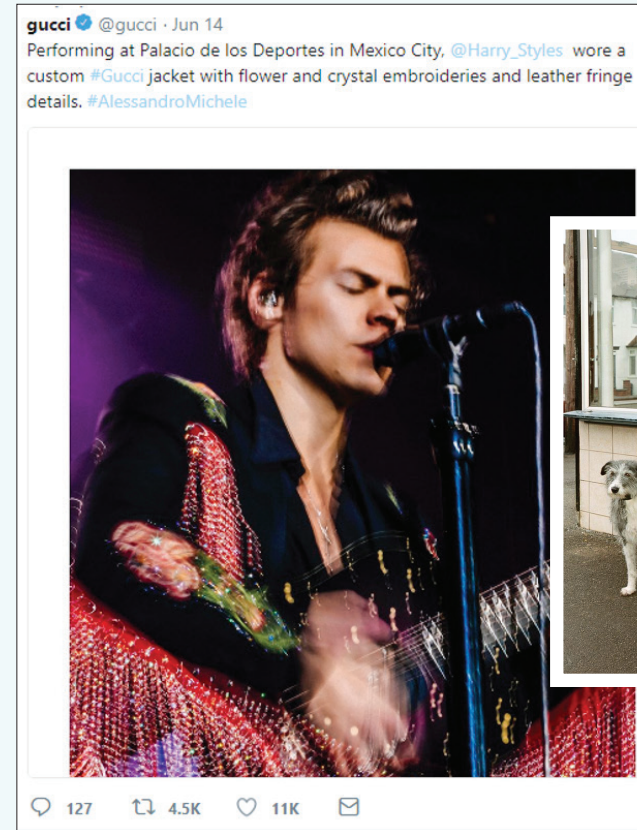 gucci @gucci · Jun 14
Performing at Palacio de los Deportes in Mexico City, @Harry_Styles wore a
custom #Gucci jacket with flower and crystal embroideries and leather fringe
details. #AlessandroMichele
127 4.5K 11K